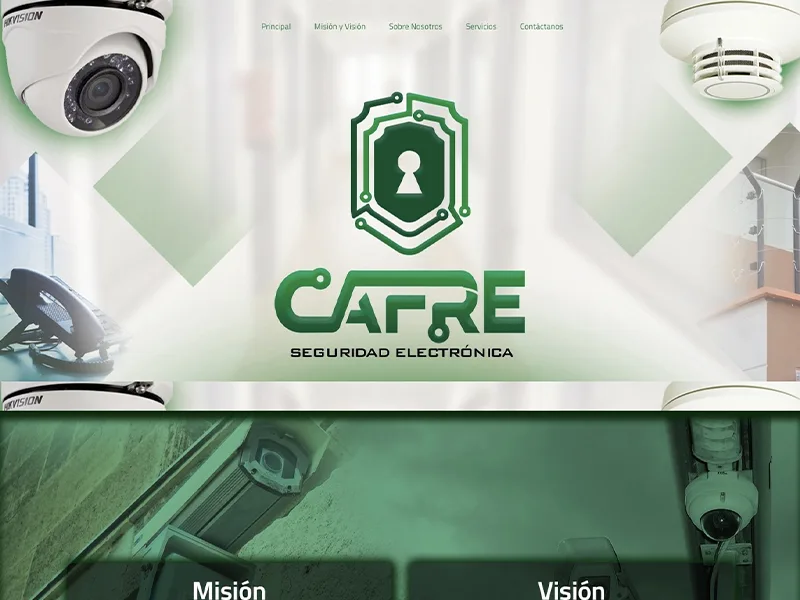 HIKVISION
Principal
Misión y Visión
Sobre Nosotros
Servicios
Contáctanos
CAFRE
SEGURIDAD ELECTRÓNICA
HIKVISION
Misión
Visión